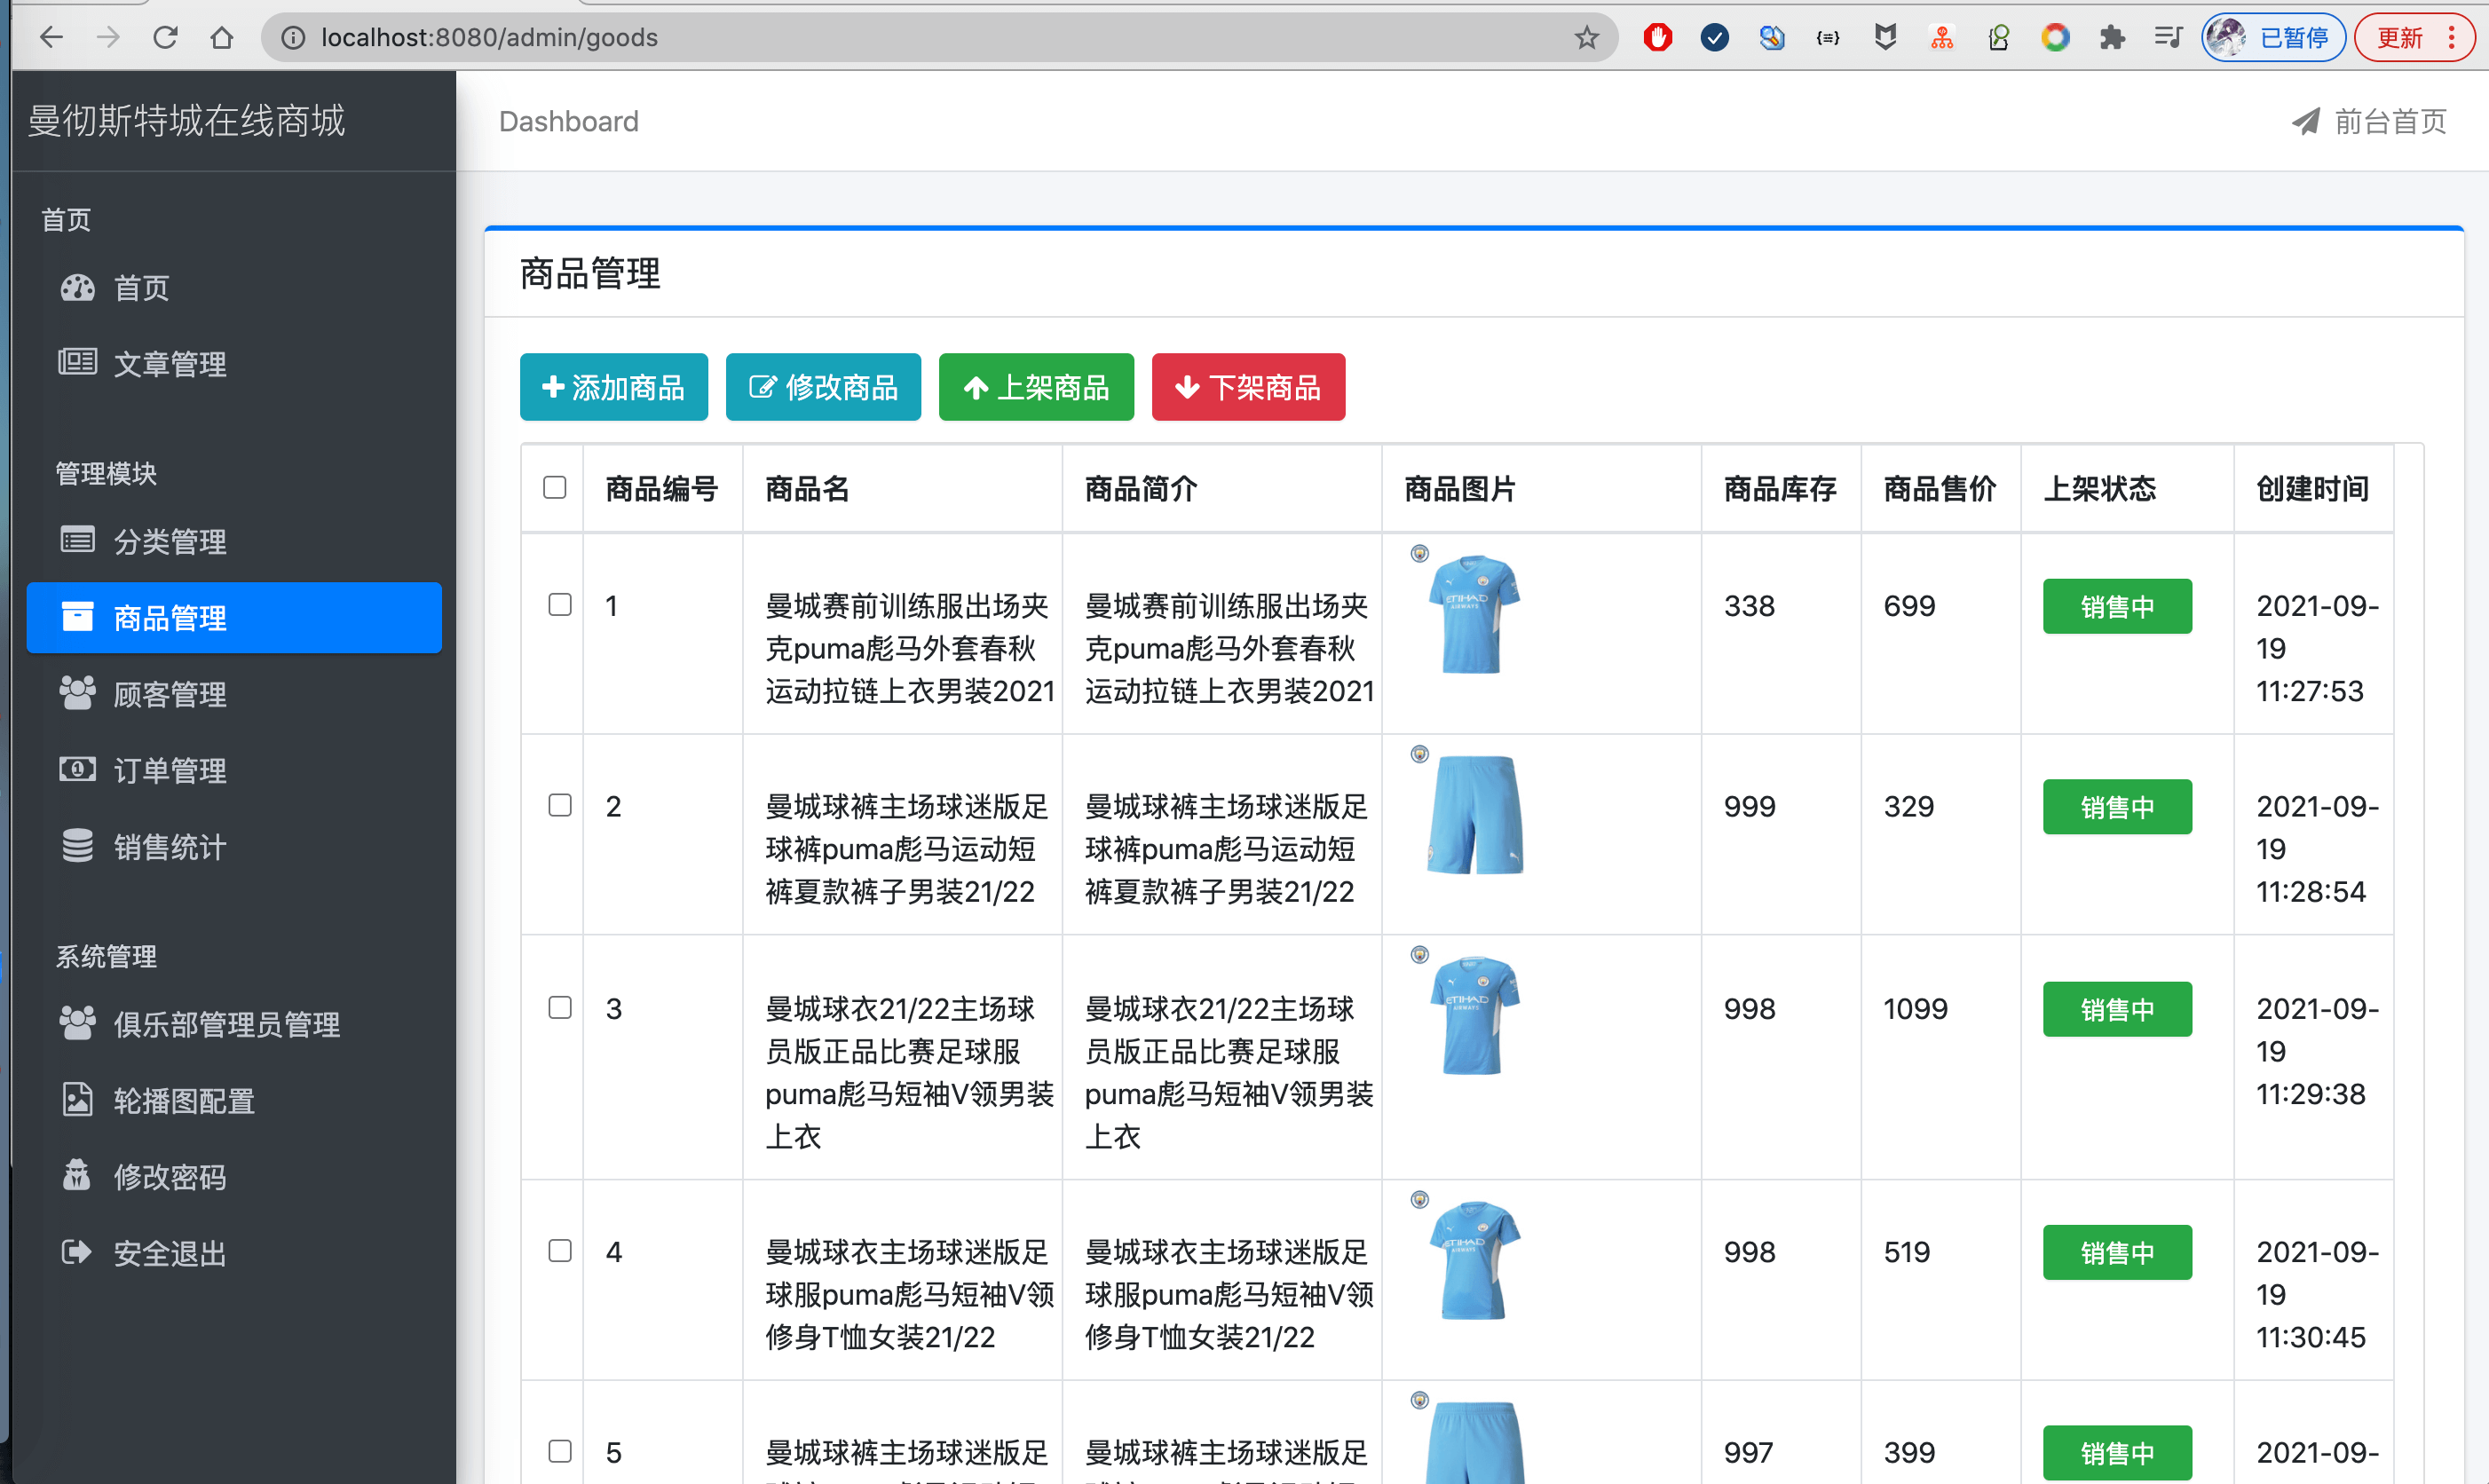 localhost:8080/admin/goods
已暂停
更新
曼彻斯特城在线商城
Dashboard
前台首页
首页
首页
文章管理
管理模块
分类管理
商品管理
顾客管理
订单管理
销售统计
系统管理
俱乐部管理员管理
轮播图配置
修改密码
安全退出
商品管理
添加商品 修改商品 上架商品 下架商品
商品编号 商品名 商品简介 商品图片 商品库存 商品售价 上架状态 创建时间
1
曼城赛前训练服出场夹
克puma彪马外套春秋
运动拉链上衣男装2021
曼城赛前训练服出场夹
克puma彪马外套春秋
运动拉链上衣男装2021
ETIHAD
AIRWAYS
338
699
销售中
2021-09-
19
11:27:53
2
曼城球裤主场球迷版足
球裤puma彪马运动短
裤夏款裤子男装21/22
曼城球裤主场球迷版足
球裤puma彪马运动短
裤夏款裤子男装21/22
999
329
销售中
2021-09-
19
11:28:54
3
曼城球衣21/22主场球
员版正品比赛足球服
puma彪马短袖V领男装
上衣
曼城球衣21/22主场球
员版正品比赛足球服
puma彪马短袖V领男装
上衣
ETIHAD
AIRWAYS
998
1099
销售中
2021-09-
19
11:29:38
4
曼城球衣主场球迷版足
球服puma彪马短袖V领
修身T恤女装21/22
曼城球衣主场球迷版足
球服puma彪马短袖V领
修身T恤女装21/22
ETIHAD
AIRWAYS
998
519
销售中
2021-09-
19
11:30:45
5
曼城球裤主场球迷版足
曼城球裤主场球迷版足
997
399
销售中
2021-09-